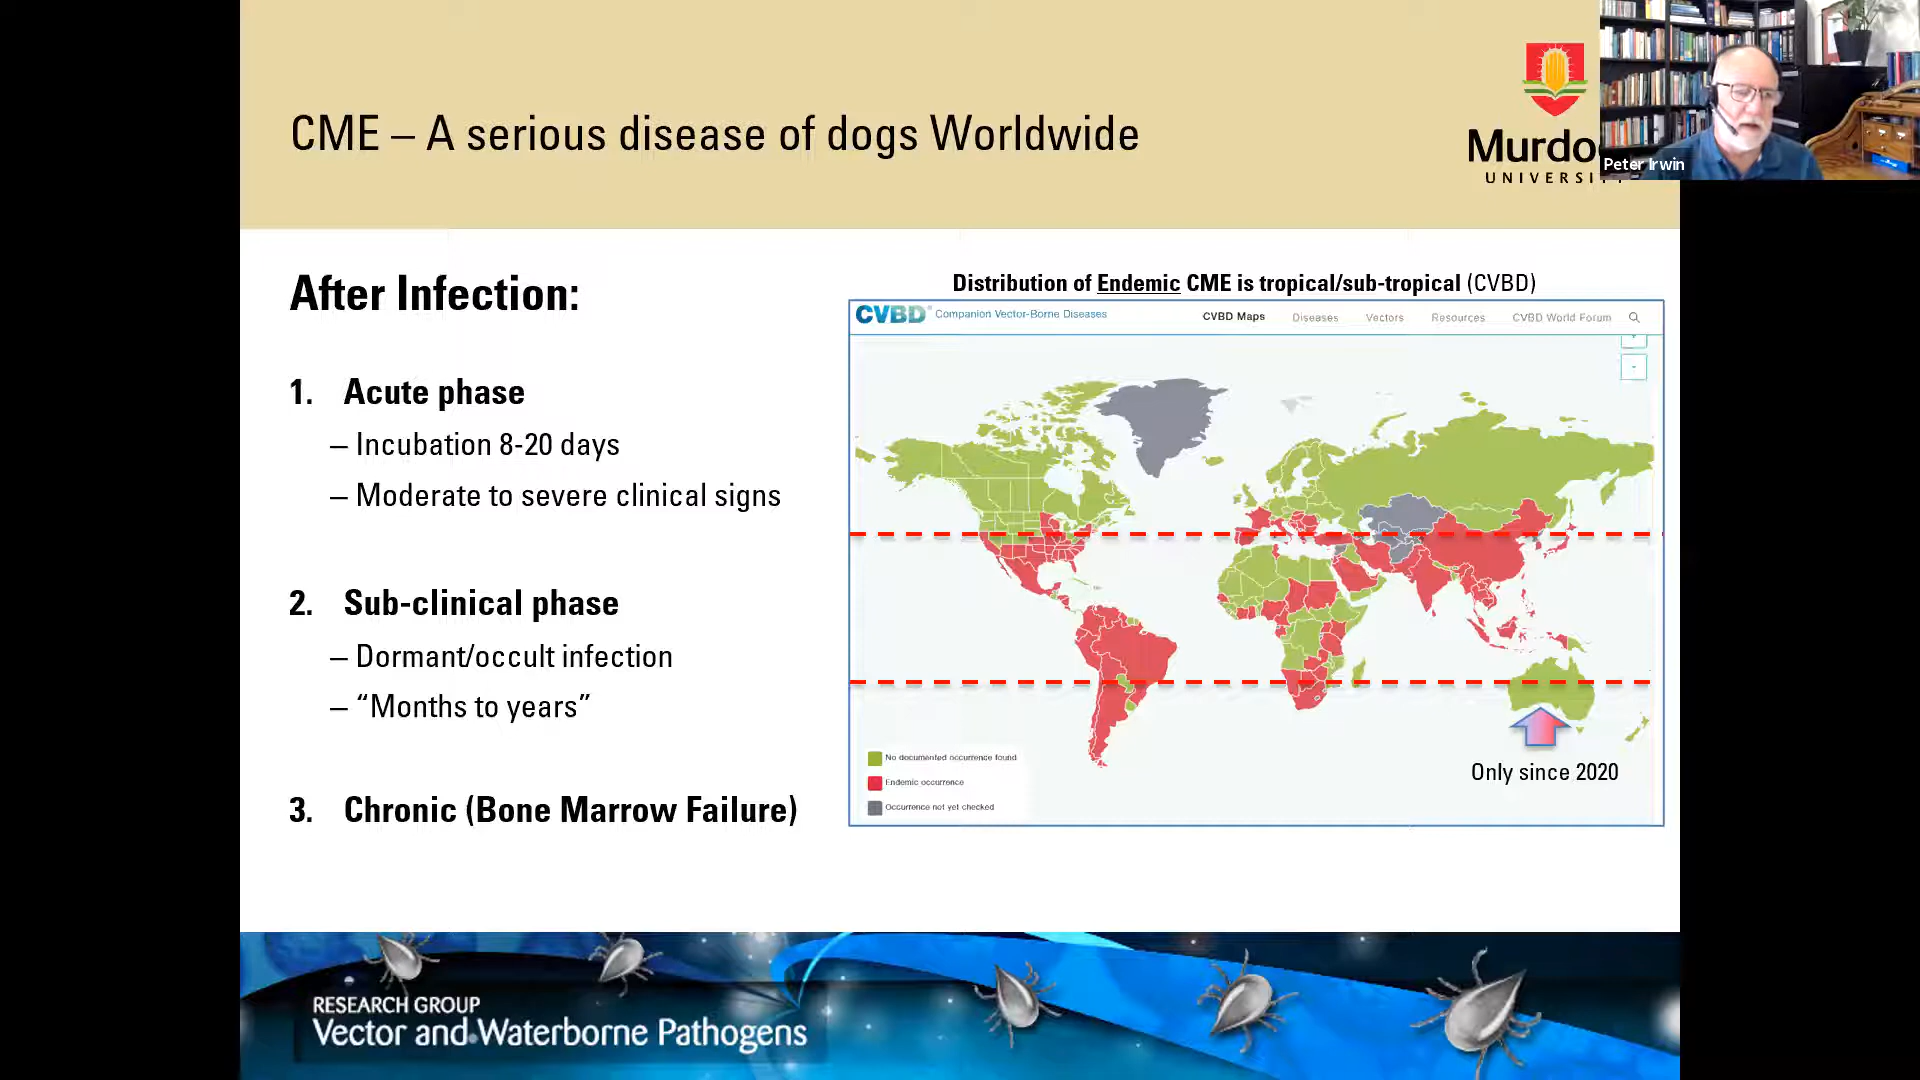 CME – A serious disease of dogs Worldwide
Murdo
UNIVERSI
Peter Irwin
After Infection:
1. Acute phase
– Incubation 8-20 days
– Moderate to severe clinical signs
2. Sub-clinical phase
– Dormant/occult infection
– “Months to years”
3. Chronic (Bone Marrow Failure)
Distribution of Endemic CME is tropical/sub-tropical (CVBD)
CVBD® Companion Vector-Borne Diseases
CVBD Maps Diseases Vectors Resources CVBD World Forum
No documented occurrence found
Endemic occurrence
Occurrence not yet checked
Only since 2020
RESEARCH GROUP
Vector and Waterborne Pathogens